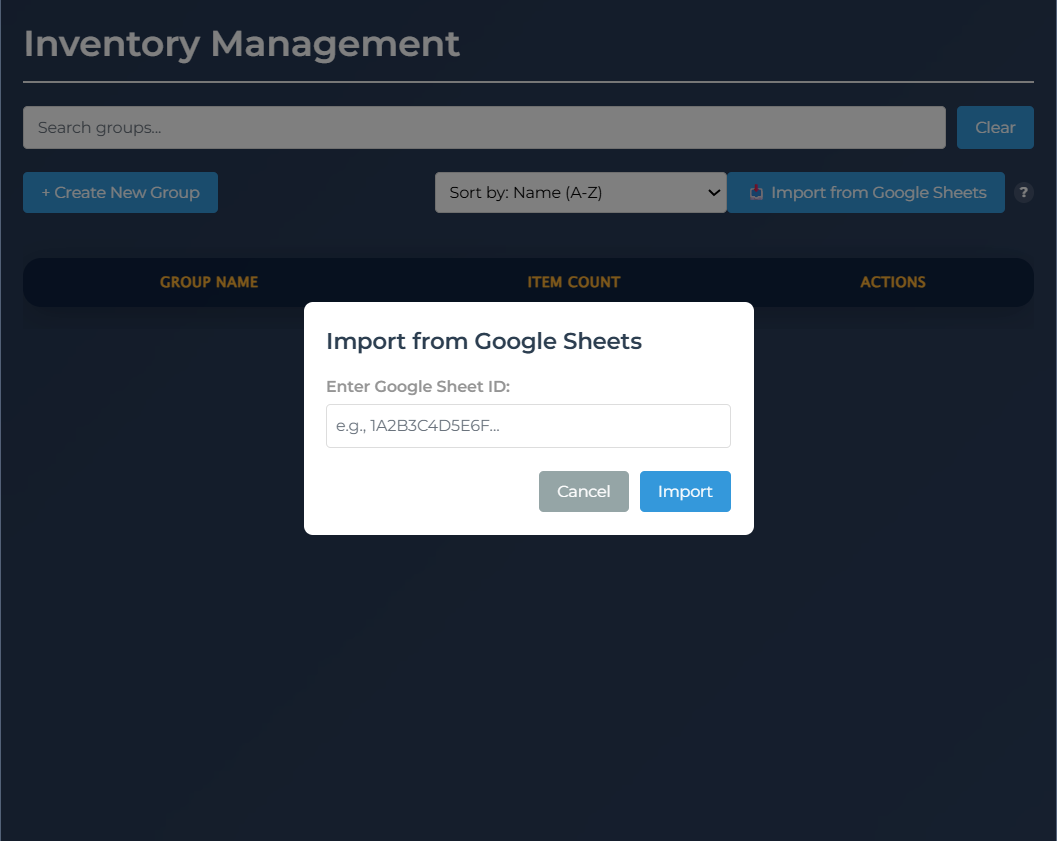 Inventory Management
Search groups...
Clear
+ Create New Group
Sort by: Name (A-Z)
Import from Google Sheets
?
GROUP NAME
ITEM COUNT
ACTIONS
Import from Google Sheets
Enter Google Sheet ID:
e.g., 1A2B3C4D5E6F...
Cancel
Import